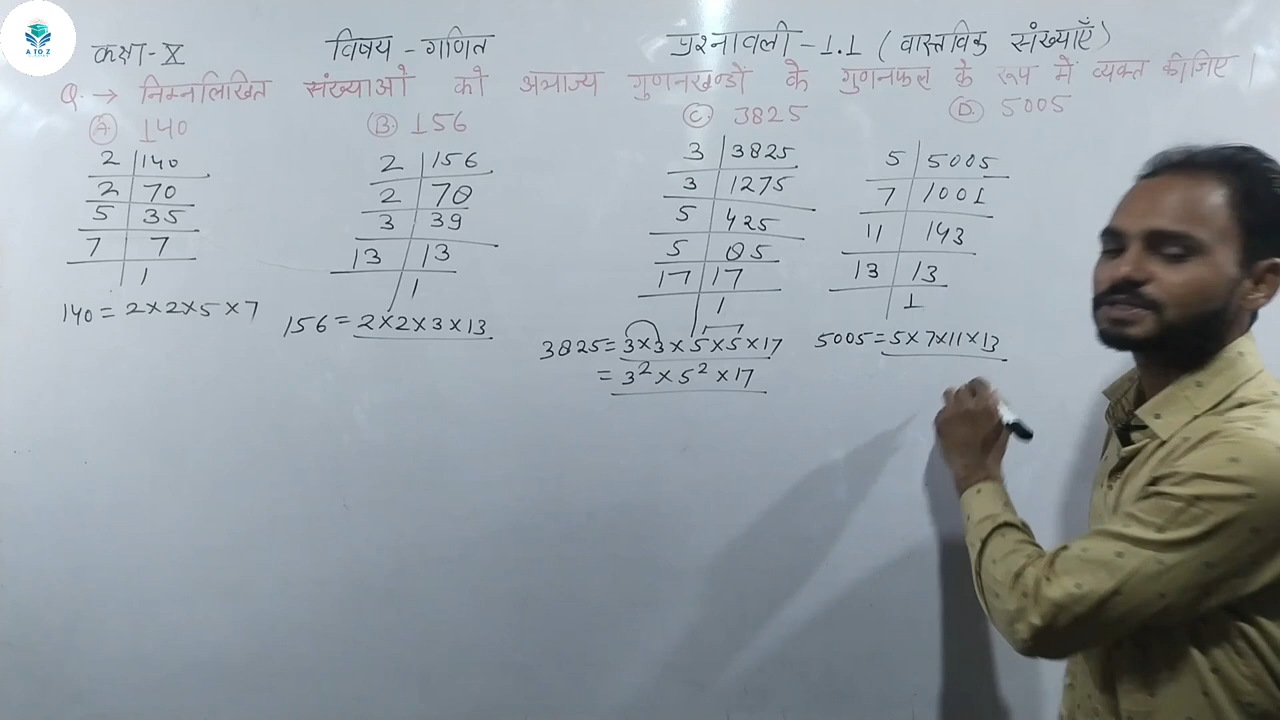 A TO Z
कक्षा-X विषय - गणित प्रश्नावली - 1.1 (वास्तविक संख्याएँ)
Q. → निम्नलिखित संख्याओं को अभाज्य गुणनखण्डों के गुणनफल के रूप में व्यक्त कीजिए।
(A.) 140 (B.) 156 (C.) 3825 (D.) 5005
2 | 140
2 | 70
5 | 35
7 | 7
| 1
140 = 2×2×5×7
2 | 156
2 | 70
3 | 39
13 | 13
| 1
156 = 2×2×3×13
3 | 3825
3 | 1275
5 | 425
5 | 85
17 | 17
| 1
3825 = 3×3×5×5×17
= 3² × 5² × 17
5 | 5005
7 | 1001
11 | 143
13 | 13
| 1
5005 = 5×7×11×13